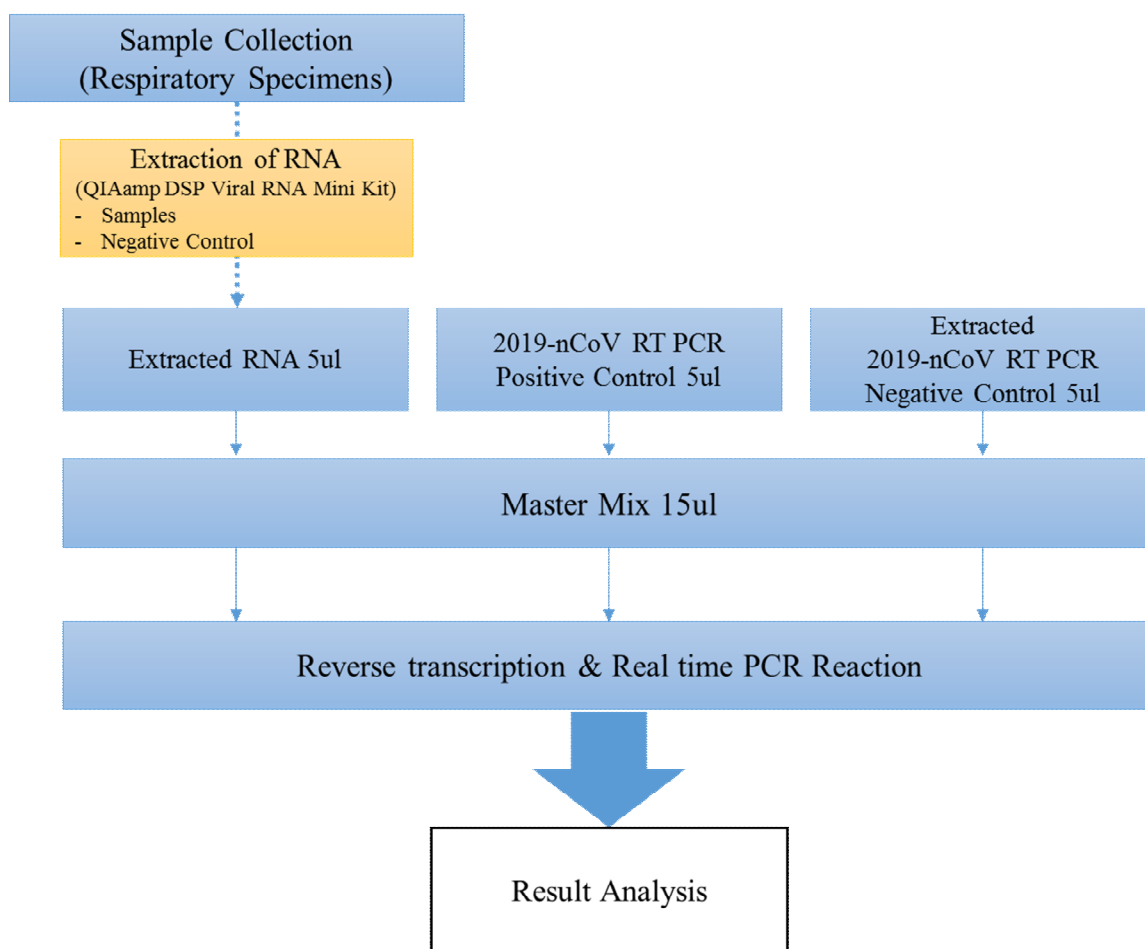 Sample Collection
(Respiratory Specimens)
Extraction of RNA
(QIAamp DSP Viral RNA Mini Kit)
- Samples
- Negative Control
Extracted RNA 5ul
2019-nCoV RT PCR
Positive Control 5ul
Extracted
2019-nCoV RT PCR
Negative Control 5ul
Master Mix 15ul
Reverse transcription & Real time PCR Reaction
Result Analysis